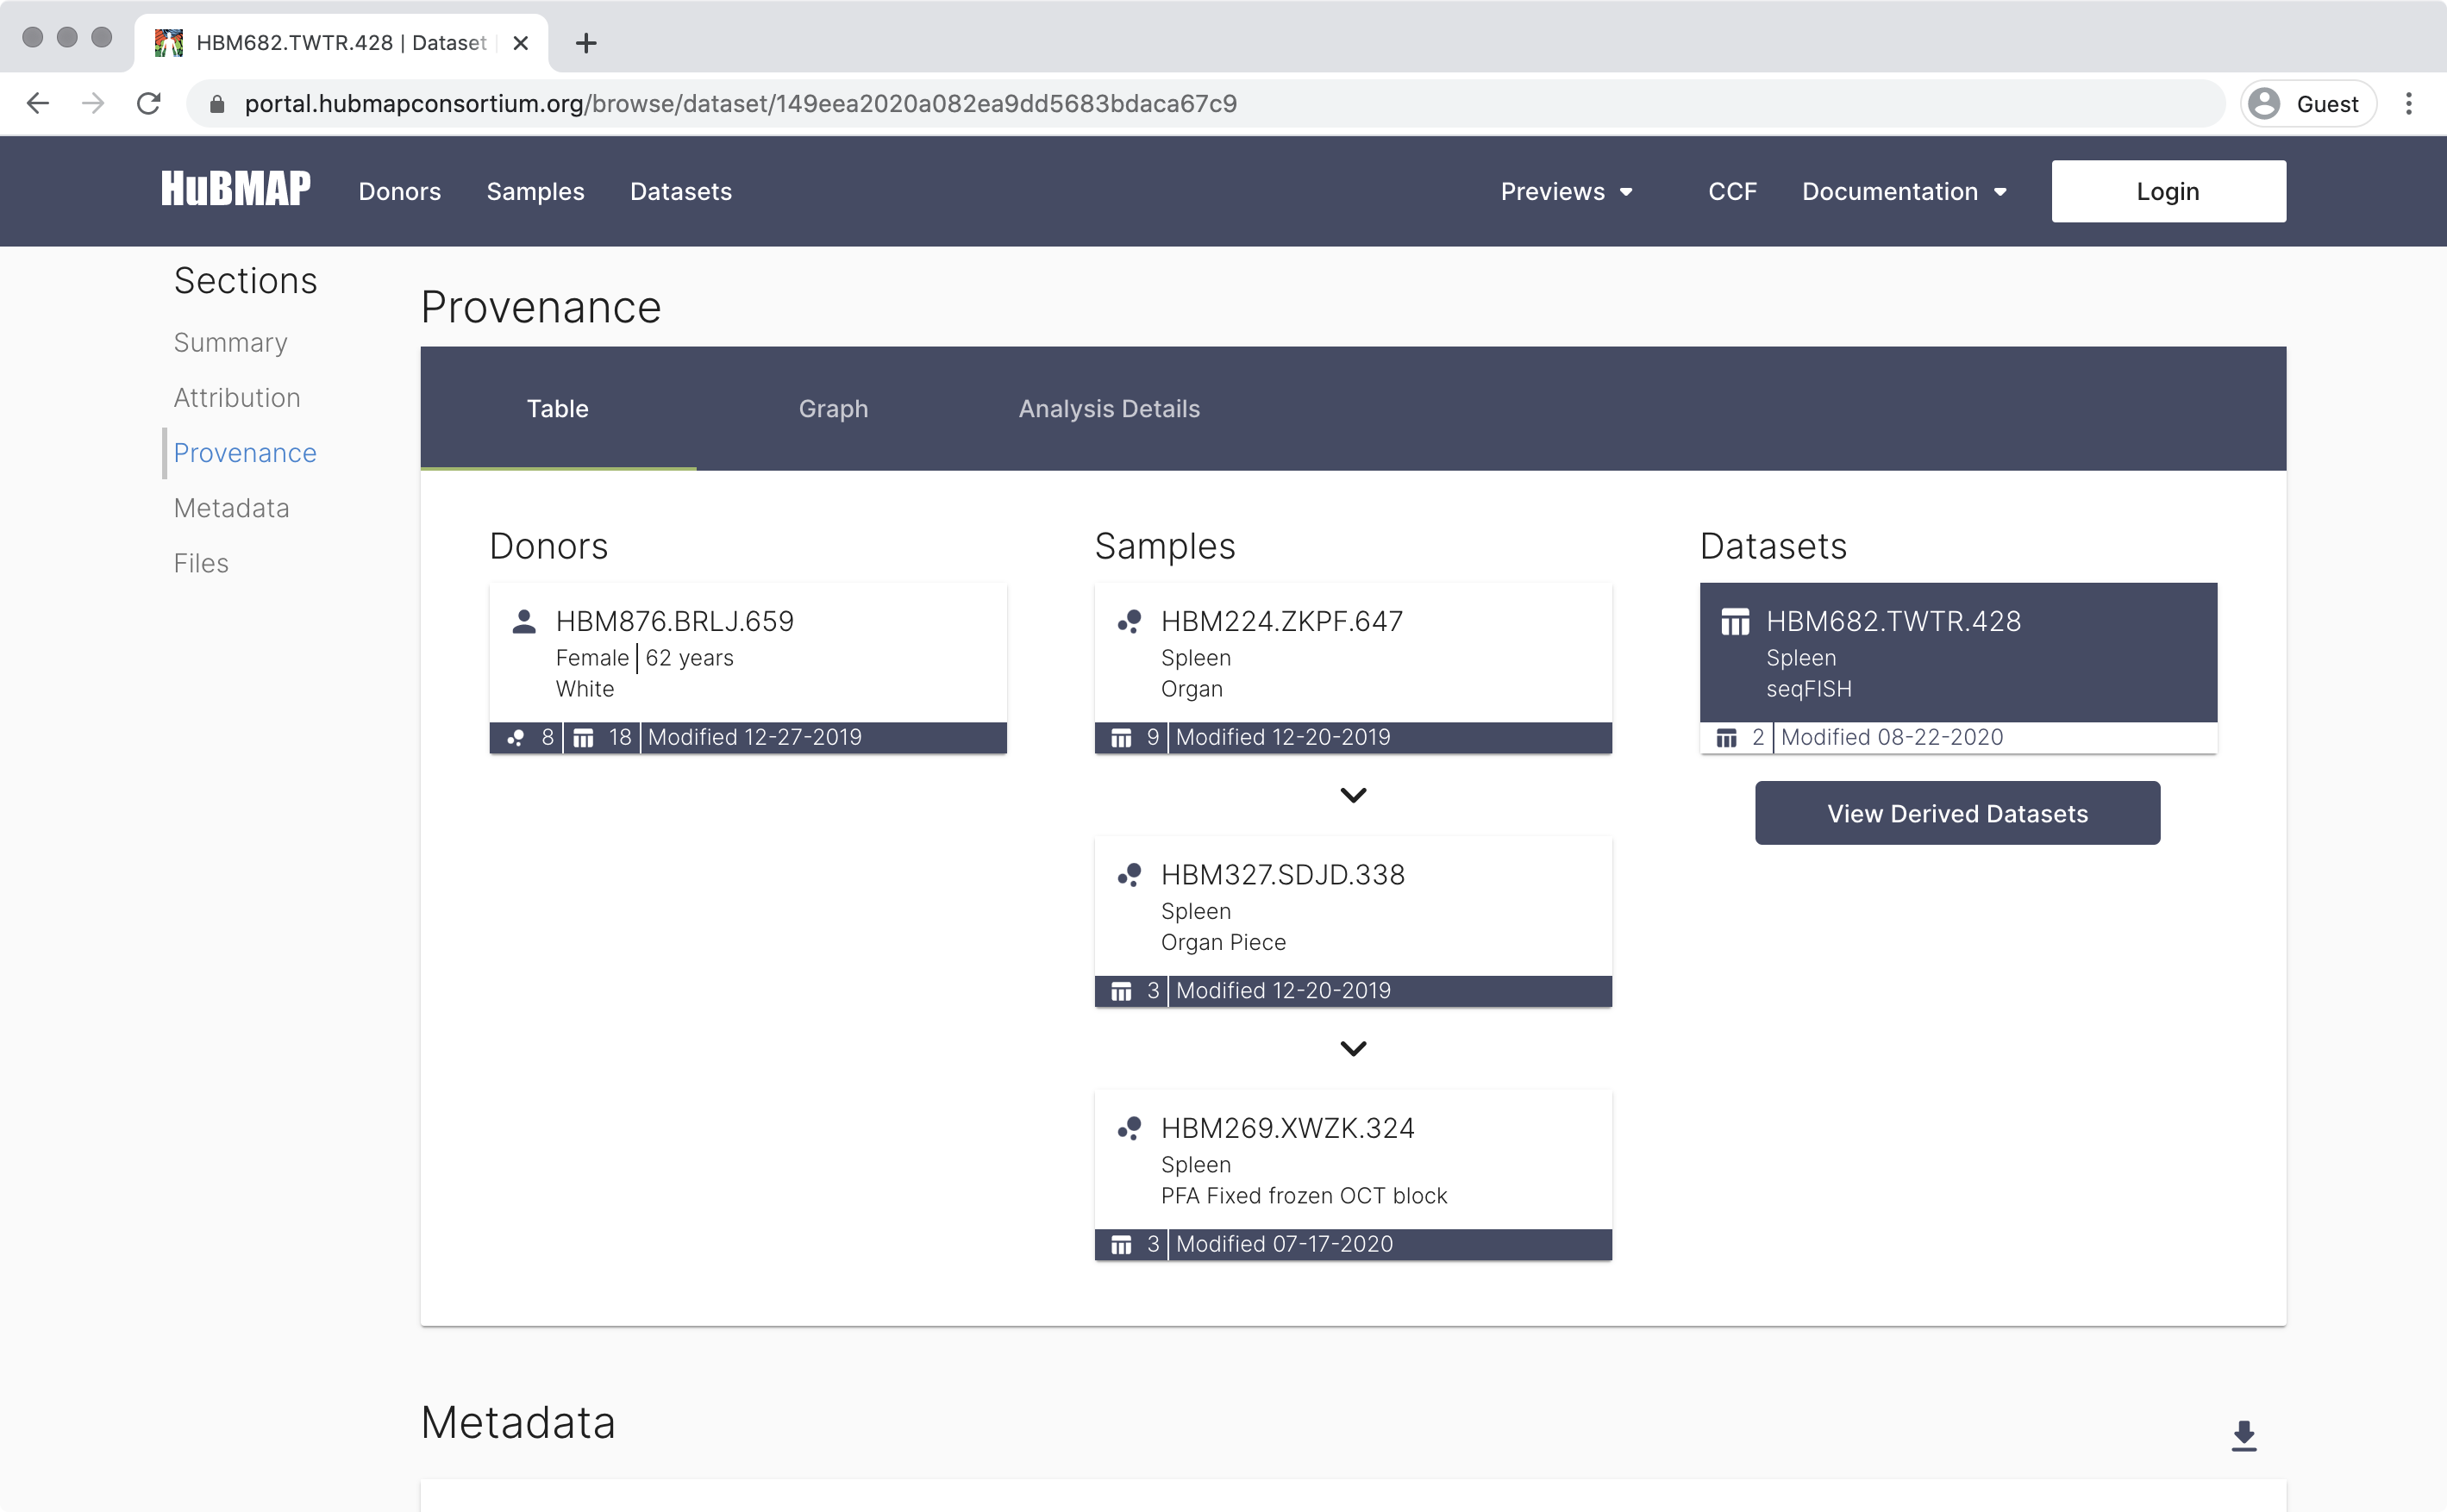 HBM682.TWTR.428 | Dataset
portal.hubmapconsortium.org/browse/dataset/149eea2020a082ea9dd5683bdaca67c9
Guest
HuBMAP Donors Samples Datasets Previews CCF Documentation Login
Sections
Summary
Attribution
Provenance
Metadata
Files
Provenance
Table Graph Analysis Details
Donors
HBM876.BRLJ.659
Female | 62 years
White
8 | 18 | Modified 12-27-2019
Samples
HBM224.ZKPF.647
Spleen
Organ
9 | Modified 12-20-2019
HBM327.SDJD.338
Spleen
Organ Piece
3 | Modified 12-20-2019
HBM269.XWZK.324
Spleen
PFA Fixed frozen OCT block
3 | Modified 07-17-2020
Datasets
HBM682.TWTR.428
Spleen
seqFISH
2 | Modified 08-22-2020
View Derived Datasets
Metadata